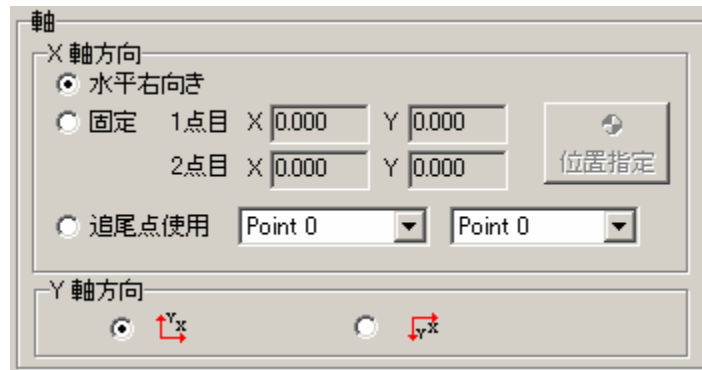 軸
X 軸方向
水平右向き
固定 1点目 X 0.000 Y 0.000
2点目 X 0.000 Y 0.000
位置指定
追尾点使用 Point 0 Point 0
Y 軸方向
Y X
Y X